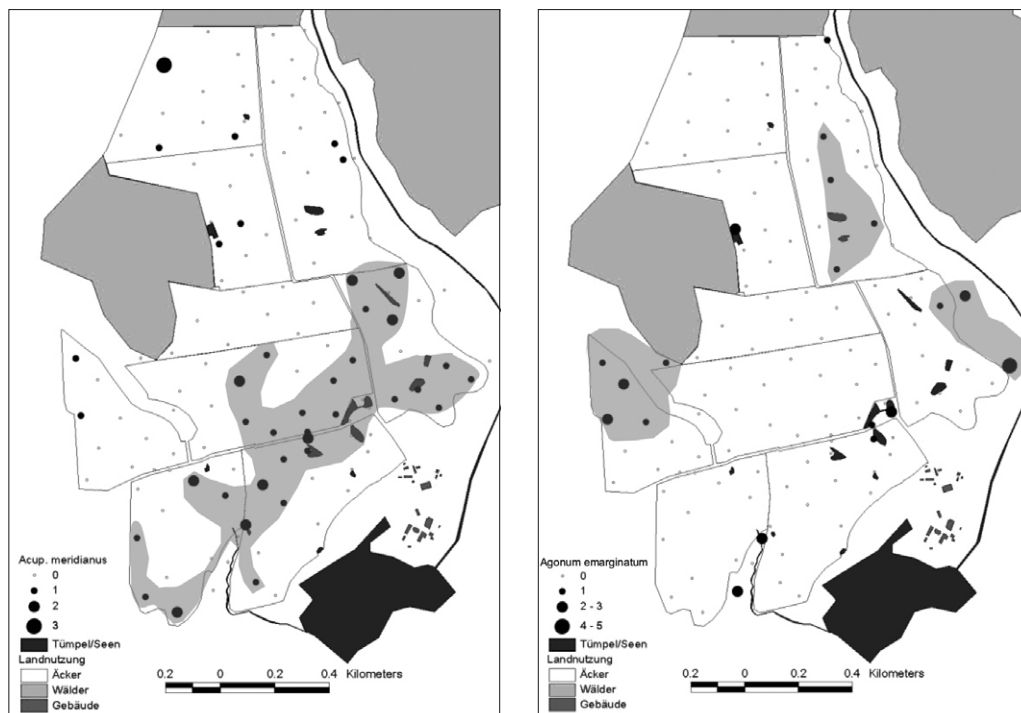 Acup. meridianus
0
1
2
3
Tümpel/Seen
Landnutzung
Äcker
Wälder
Gebäude
0.2 0 0.2 0.4 Kilometers
Agonum emarginatum
0
1
2 - 3
4 - 5
Tümpel/Seen
Landnutzung
Äcker
Wälder
Gebäude
0.2 0 0.2 0.4 Kilometers